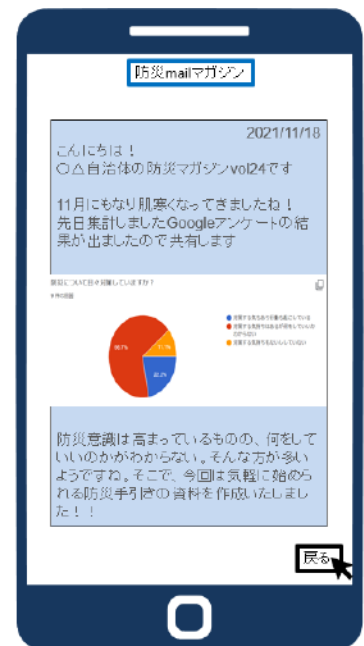 防災mailマガジン
2021/11/18
こんにちは！
○△自治体の防災マガジンvol24です
11月にもなり肌寒くなってきましたね！
先日集計しましたGoogleアンケートの結
果が出ましたので共有します
防災意識は高まっているものの、何をして
いいのかがわからない。そんな方が多い
ようですね。そこで、今回は気軽に始めら
れる防災手引きの資料を作成いたしまし
た！！
戻る